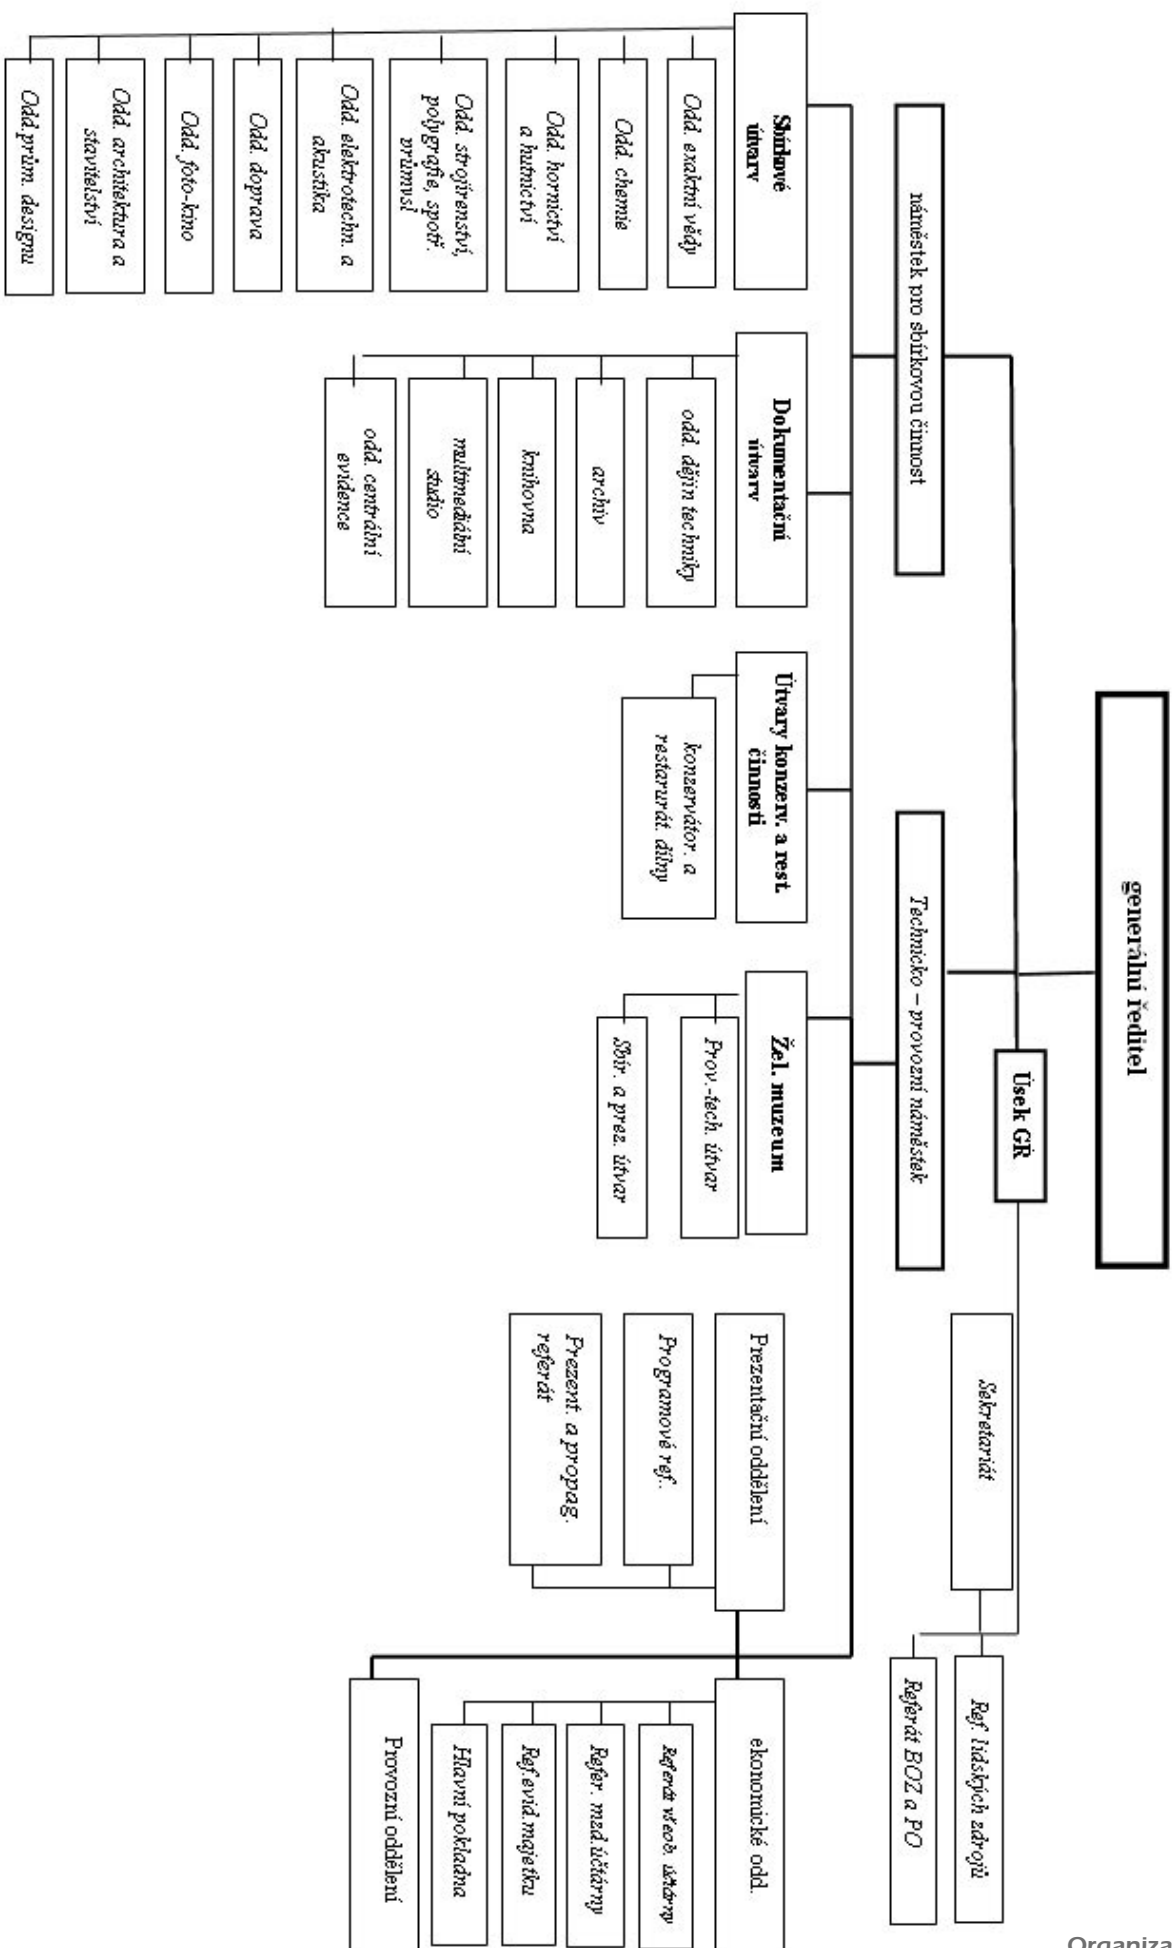 generální ředitel
Úsek GŘ
Sekretariát
Ref. lidských zdrojů
Referát BOZ a PO
náměstek pro sbírkovou činnost
Technicko – provozní náměstek
Sbírkové
útvary
Odd. exaktní vědy
Odd. chemie
Odd. hornictví
a hutnictví
Odd. strojírenství,
polygrafie, spotř.
průmysl
Odd. elektrotechn. a
akustika
Odd. doprava
Odd. foto-kino
Odd. architektura a
stavitelství
Odd.prům. designu
Dokumentační
útvary
odd. dějin techniky
archiv
knihovna
multimediální
studio
odd. centrální
evidence
Útvary konzerv. a rest.
činnosti
konzervátor. a
restarurát. dílny
Žel. muzeum
Prov.-tech. útvar
Sbír. a prez. útvar
Prezentační oddělení
Programové ref..
Prezent. a propag.
referát
ekonomické odd.
Referát všeob. účtárny
Refer. mzd.účtárny
Ref.evid.majetku
Hlavní pokladna
Provozní oddělení
Organiza